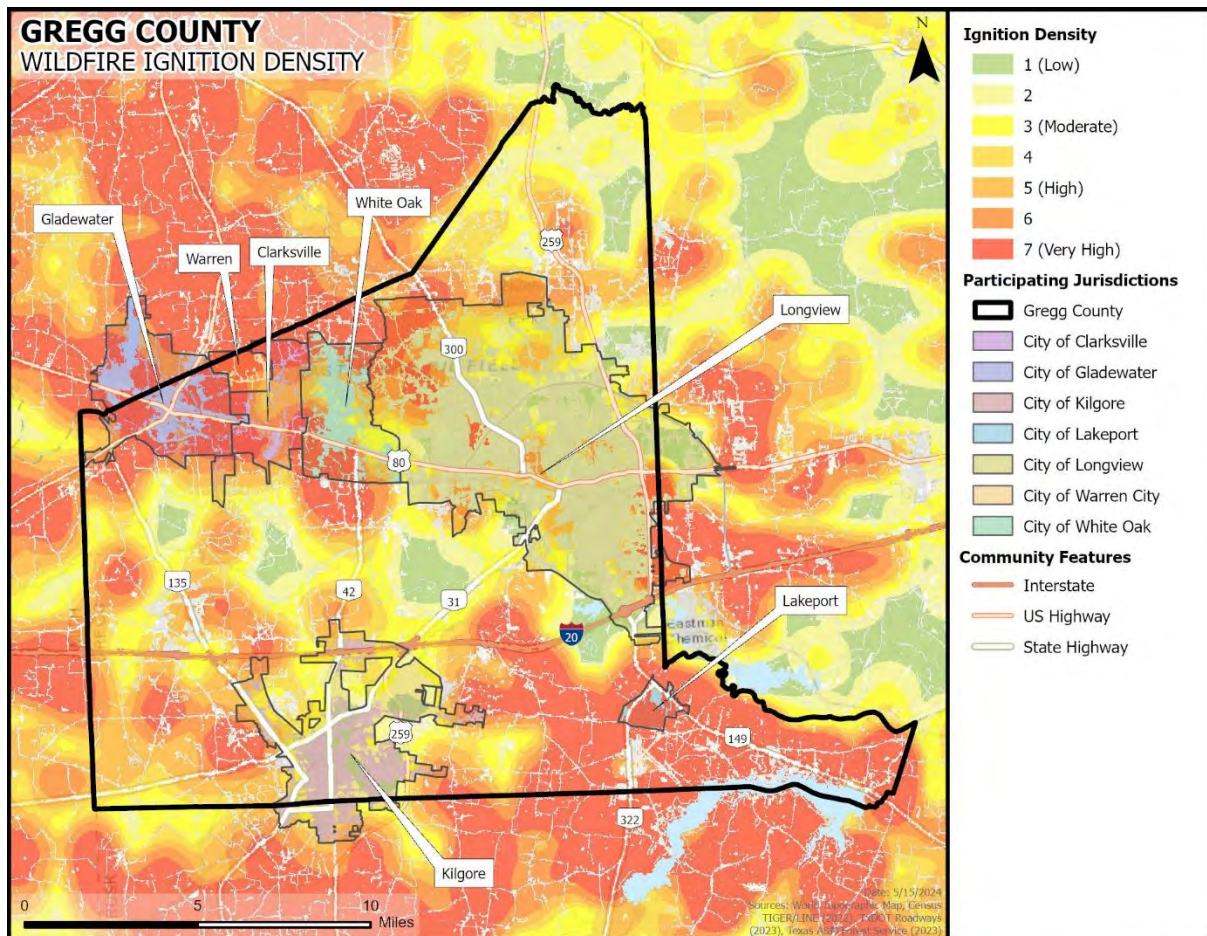 GREGG COUNTY
WILDFIRE IGNITION DENSITY
N
259
Gladewater
Warren
Clarksville
White Oak
Longview
300
80
135
42
31
20
Eastman
Chemical
Lakeport
259
149
322
Kilgore
RUSK
0 5 10
Miles
Date: 5/15/2024
Sources: World Topographic Map, Census
TIGER/LINE (2022), TxDOT Roadways
(2023), Texas A&M Forest Service (2023)
Ignition Density
1 (Low)
2
3 (Moderate)
4
5 (High)
6
7 (Very High)
Participating Jurisdictions
Gregg County
City of Clarksville
City of Gladewater
City of Kilgore
City of Lakeport
City of Longview
City of Warren City
City of White Oak
Community Features
Interstate
US Highway
State Highway